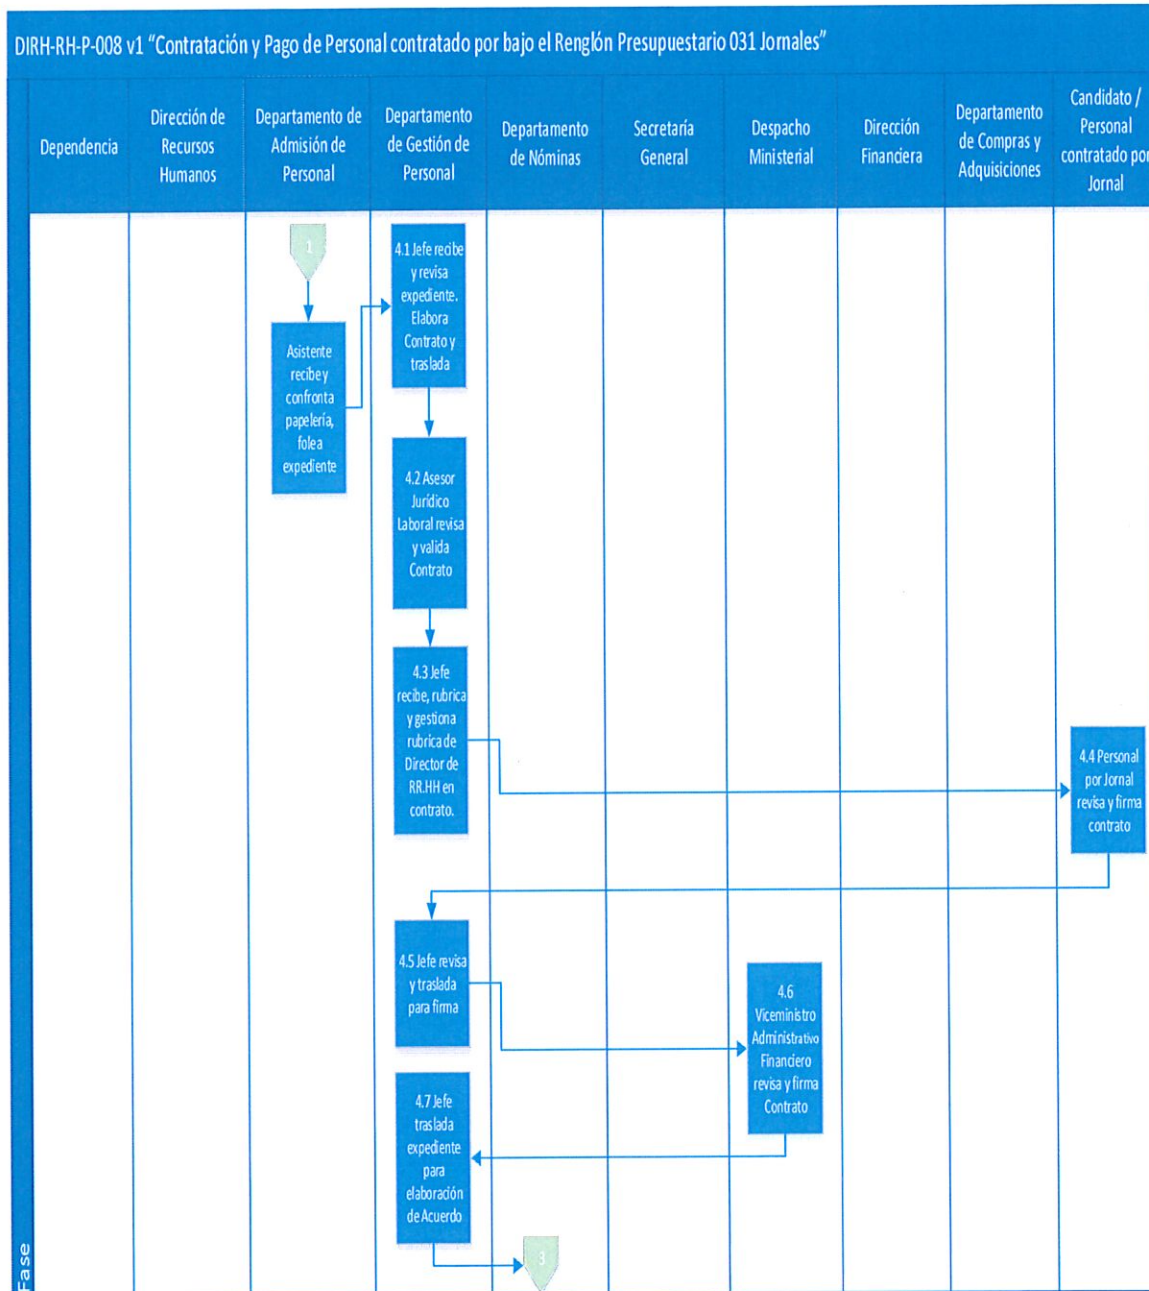 DIRH-RH-P-008 v1 “Contratación y Pago de Personal contratado por bajo el Renglón Presupuestario 031 Jornales”
Dependencia
Dirección de
Recursos
Humanos
Departamento de
Admisión de
Personal
Departamento
de Gestión de
Personal
Departamento
de Nóminas
Secretaría
General
Despacho
Ministerial
Dirección
Financiera
Departamento
de Compras y
Adquisiciones
Candidato /
Personal
contratado por
Jornal
1
Asistente
recibe y
confronta
papelería,
folea
expediente
4.1 Jefe recibe
y revisa
expediente.
Elabora
Contrato y
traslada
4.2 Asesor
Jurídico
Laboral revisa
y valida
Contrato
4.3 Jefe
recibe, rubrica
y gestiona
rubrica de
Director de
RR.HH en
contrato.
4.4 Personal
por Jornal
revisa y firma
contrato
4.5 Jefe revisa
y traslada
para firma
4.6
Viceministro
Administrativo
Financiero
revisa y firma
Contrato
4.7 Jefe
traslada
expediente
para
elaboración
de Acuerdo
3
Fase